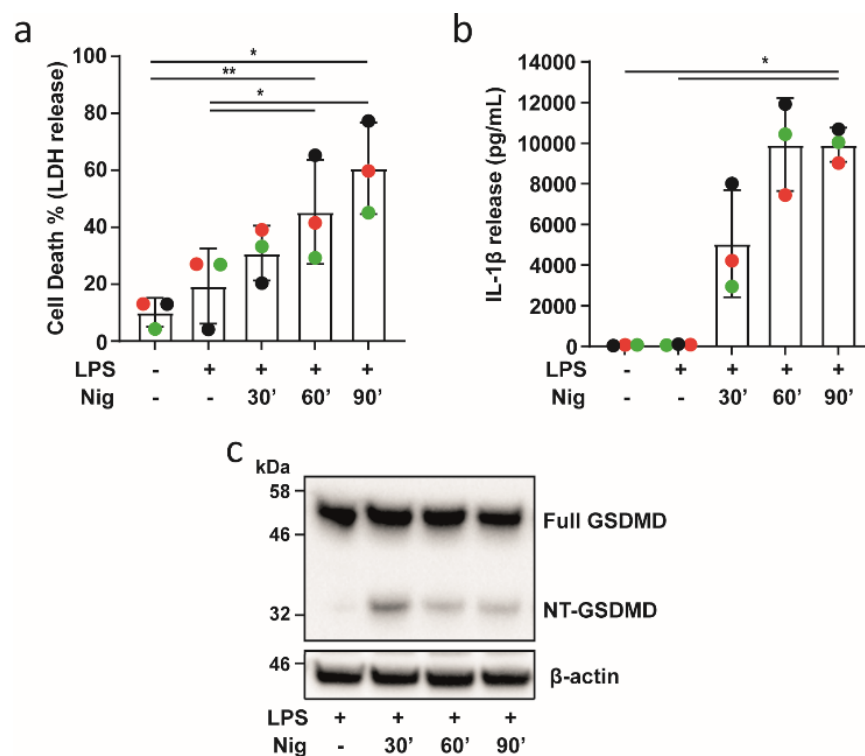 a
Cell Death % (LDH release)
100
80
60
40
20
0
*
**
*
LPS - + + + +
Nig - - 30' 60' 90'
b
IL-1β release (pg/mL)
14000
12000
10000
8000
6000
4000
2000
0
*
LPS - + + + +
Nig - - 30' 60' 90'
c
kDa
58
46
32
46
Full GSDMD
NT-GSDMD
β-actin
LPS + + + +
Nig - 30' 60' 90'